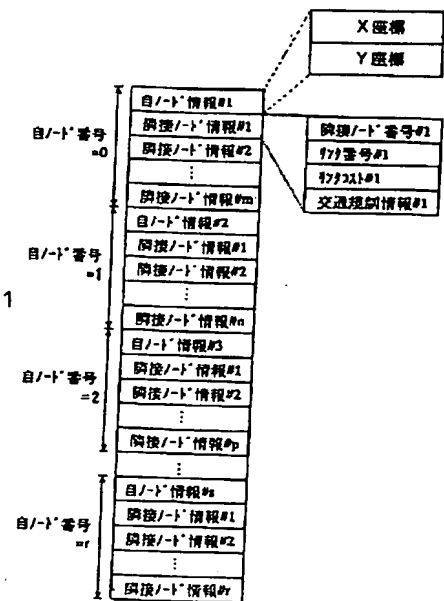 X座標
Y座標
自ノード情報#1
隣接ノード情報#1
隣接ノード情報#2
⋮
隣接ノード情報#m
自ノード番号
=0
隣接ノード番号#1
リンク番号#1
リンクコスト#1
交通規制情報#1
自ノード情報#2
隣接ノード情報#1
隣接ノード情報#2
⋮
隣接ノード情報#n
自ノード番号
=1
1
自ノード情報#3
隣接ノード情報#1
隣接ノード情報#2
⋮
隣接ノード情報#p
自ノード番号
=2
⋮
自ノード情報#s
隣接ノード情報#1
隣接ノード情報#2
⋮
隣接ノード情報#r
自ノード番号
=r